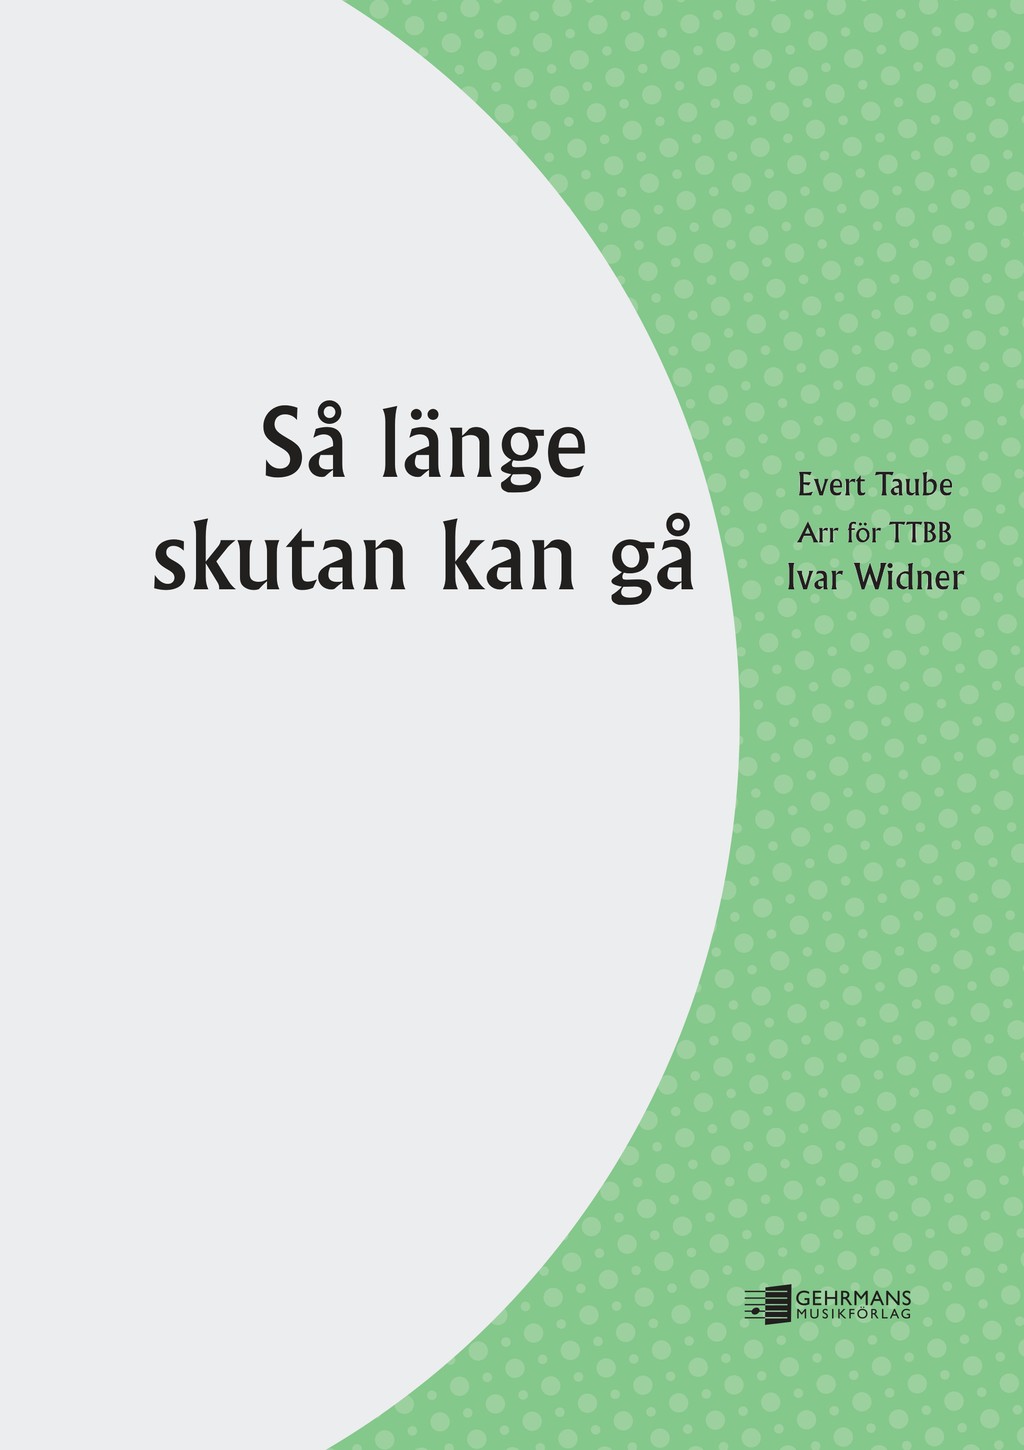 Så länge
skutan kan gå
Evert Taube
Arr för TTBB
Ivar Widner
GEHRMANS
MUSIKFÖRLAG